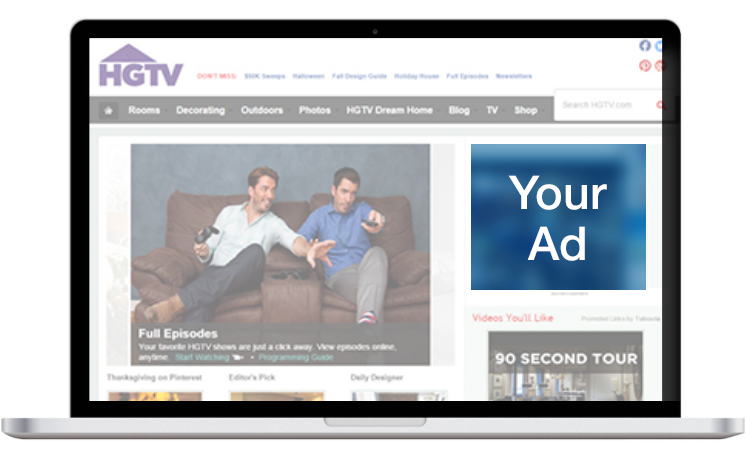 HGTV
DON'T MISS: $50K Sweeps Halloween Fall Design Guide Holiday House Full Episodes Newsletters
Rooms Decorating Outdoors Photos HGTV Dream Home Blog TV Shop
Search HGTV.com
Your
Ad
Full Episodes
Your favorite HGTV shows are just a click away. View episodes online,
anytime. Start Watching • Programming Guide
Videos You'll Like
Promoted Links by Taboola
90 SECOND TOUR
Thanksgiving on Pinterest Editor's Pick Daily Designer